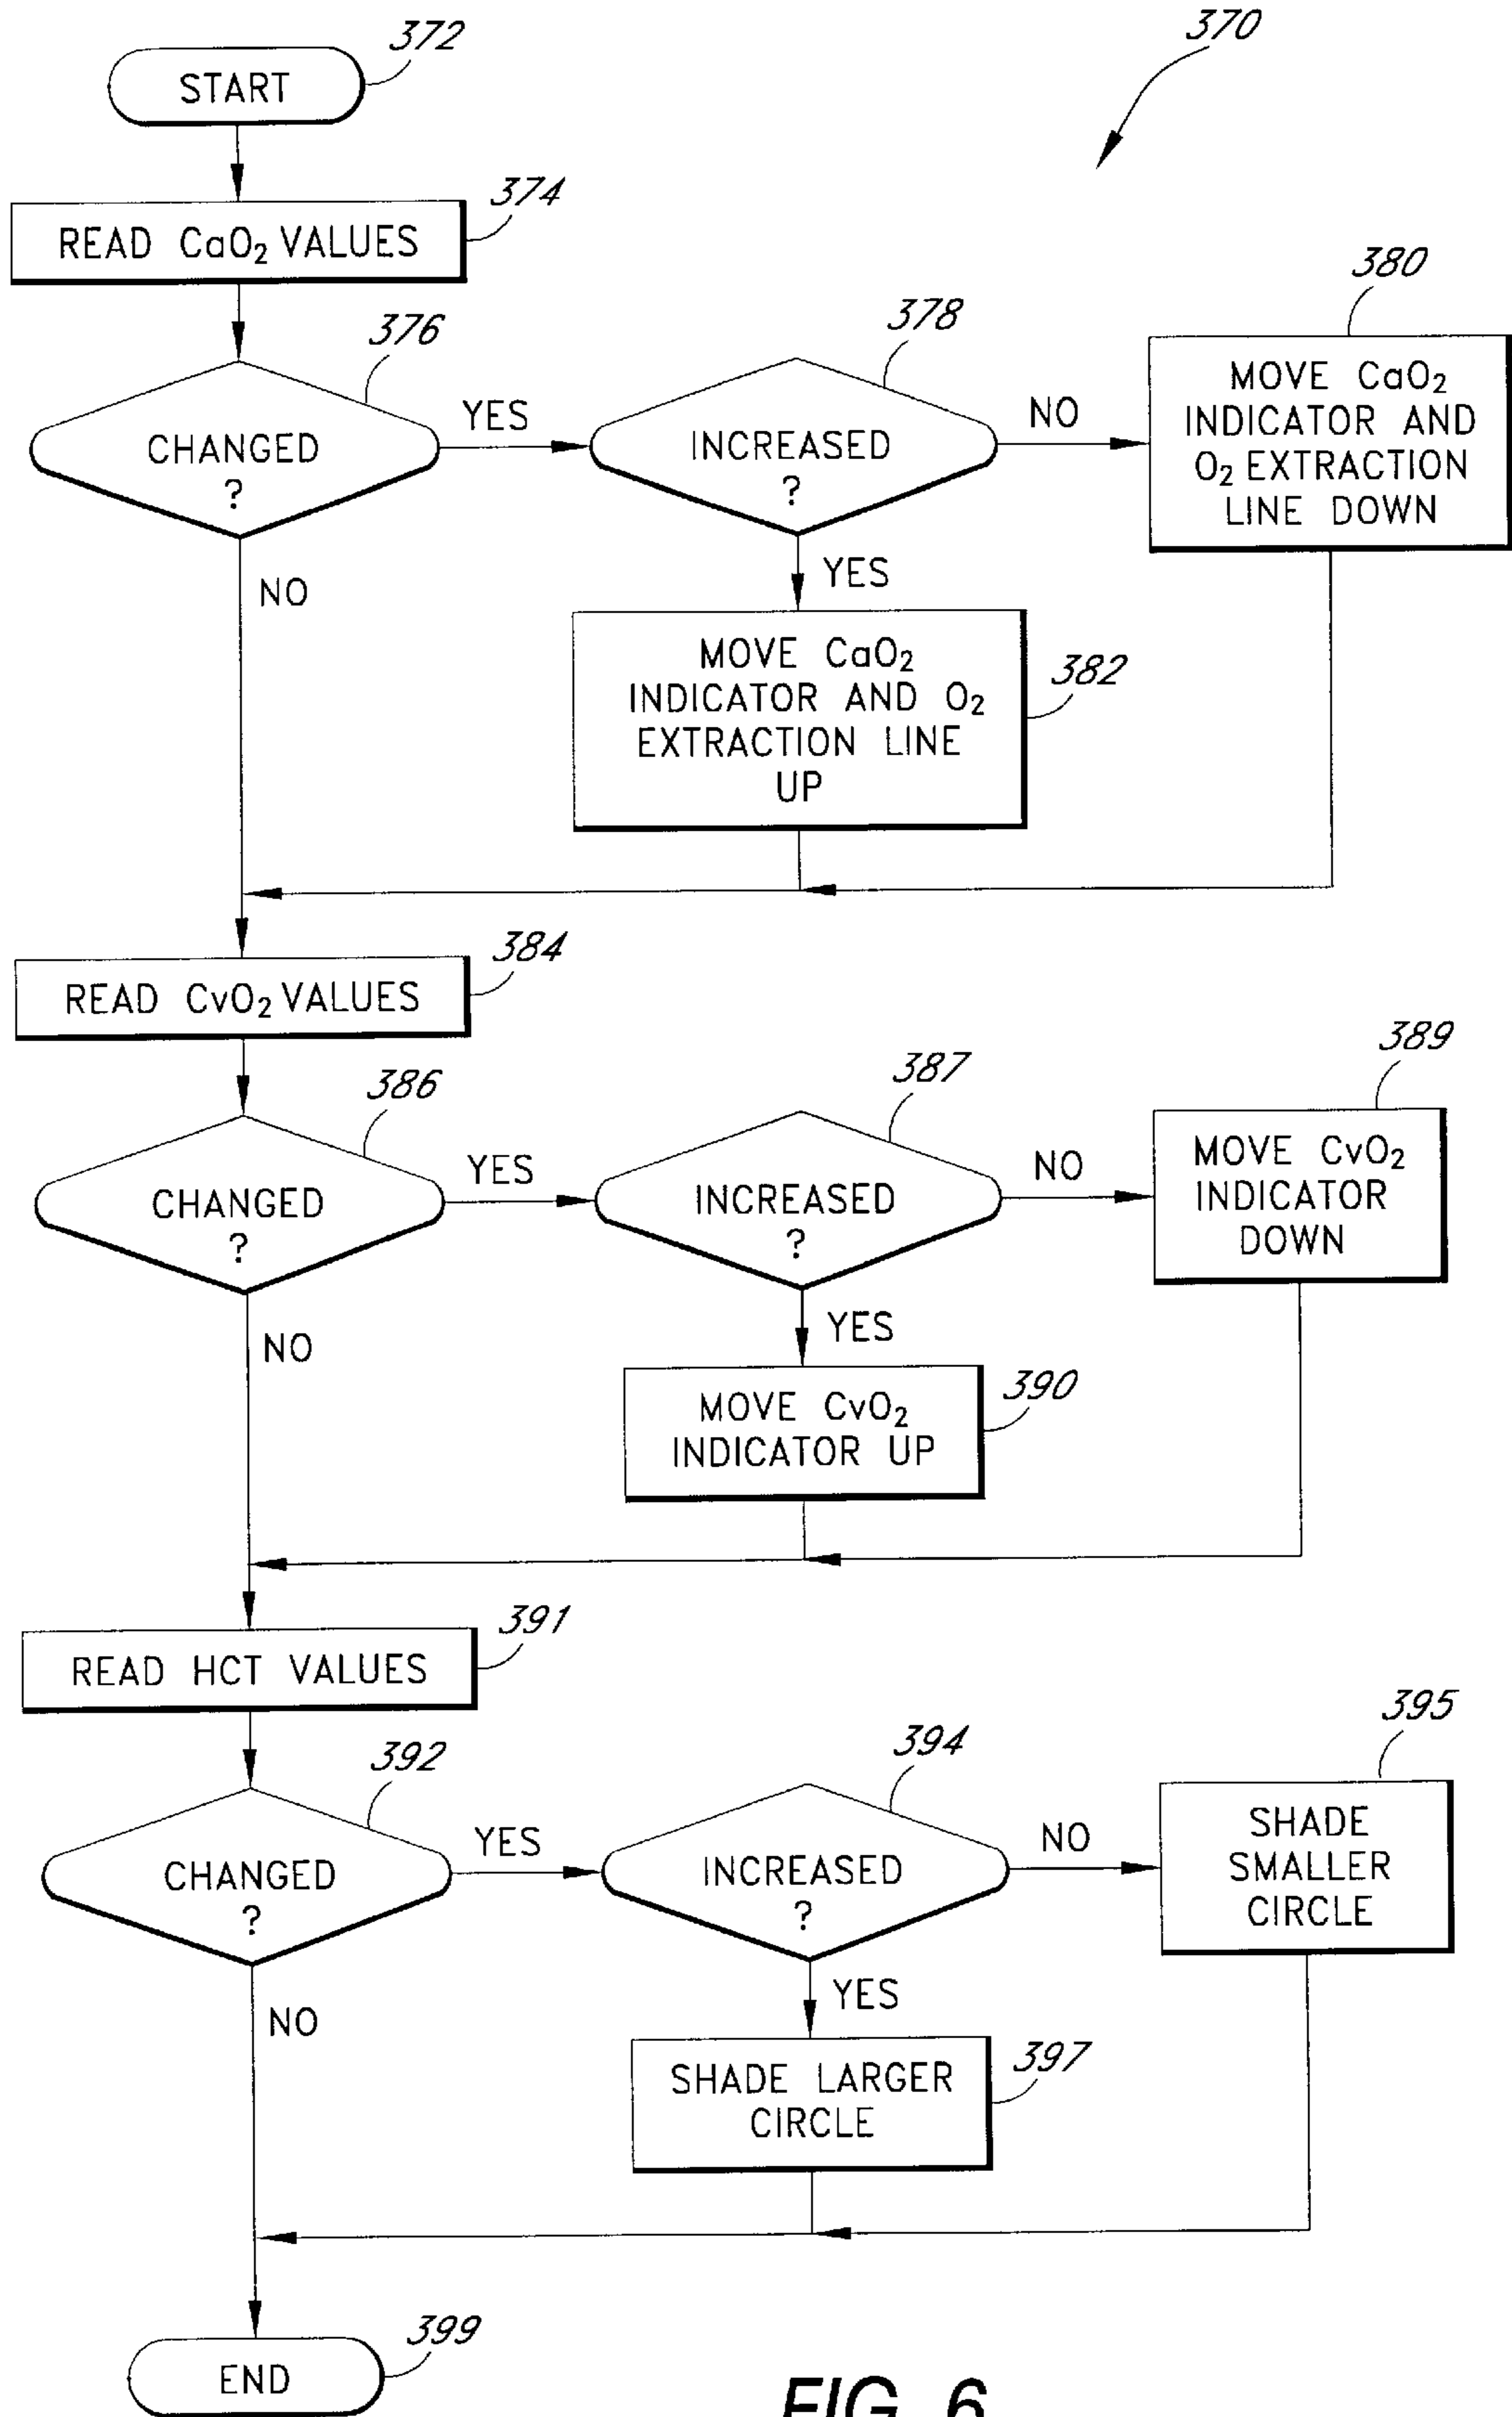 372
370
START
374
READ CaO₂ VALUES
376
378
380
CHANGED
?
YES
INCREASED
?
NO
MOVE CaO₂
INDICATOR AND
O₂ EXTRACTION
LINE DOWN
NO
YES
MOVE CaO₂
INDICATOR AND O₂
EXTRACTION LINE
UP
382
384
READ CvO₂ VALUES
386
387
389
CHANGED
?
YES
INCREASED
?
NO
MOVE CvO₂
INDICATOR
DOWN
NO
YES
MOVE CvO₂
INDICATOR UP
390
391
READ HCT VALUES
392
394
395
CHANGED
?
YES
INCREASED
?
NO
SHADE
SMALLER
CIRCLE
NO
YES
SHADE LARGER
CIRCLE
397
399
END
FIG. 6